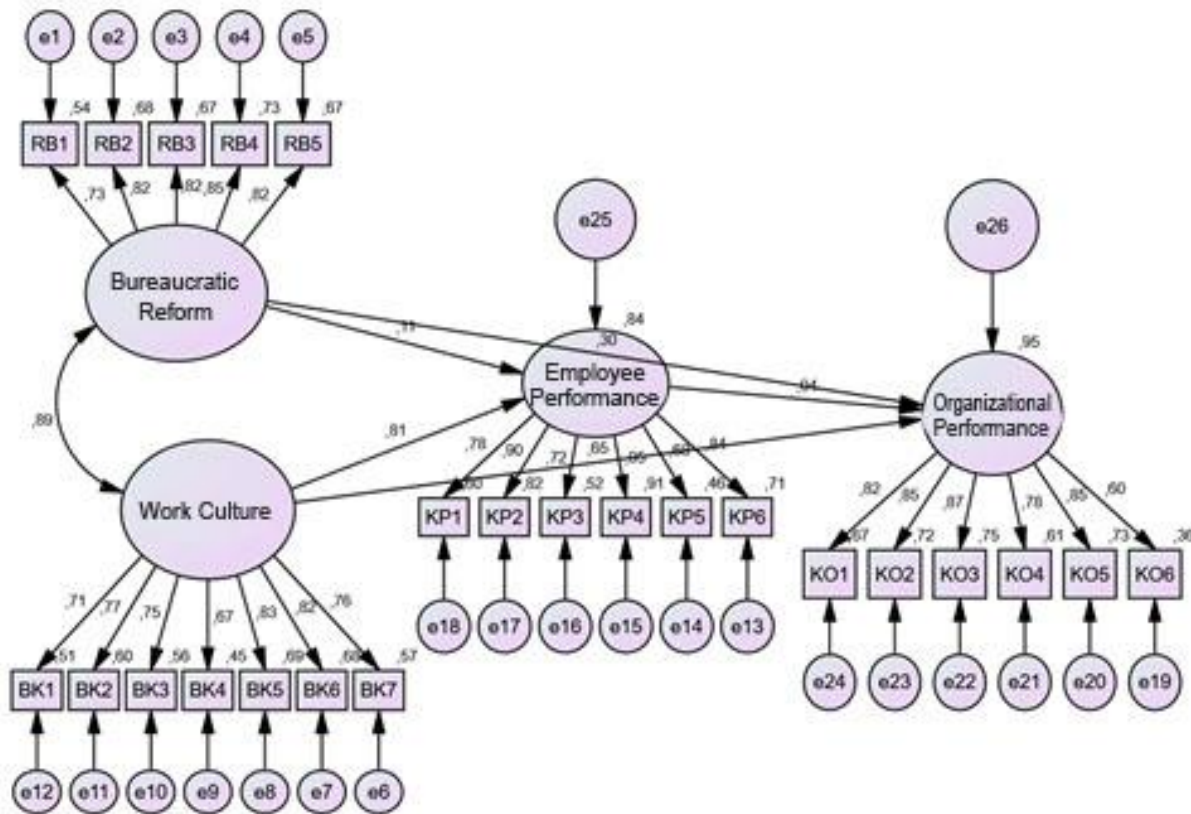 e1 e2 e3 e4 e5
,54 ,68 ,67 ,73 ,67
RB1 RB2 RB3 RB4 RB5
,73 ,82 ,82 ,85 ,82
e25
e26
Bureaucratic
Reform
,11
,30
,84
,95
Employee
Performance
,04
Organizational
Performance
,89
,81
Work Culture
,78 ,90 ,72 ,65 ,95
,82 ,52 ,91 ,46 ,71
KP1 KP2 KP3 KP4 KP5 KP6
e18 e17 e16 e15 e14 e13
,82 ,85 ,87 ,78 ,85 ,60
,67 ,72 ,75 ,61 ,73 ,36
KO1 KO2 KO3 KO4 KO5 KO6
e24 e23 e22 e21 e20 e19
,71 ,77 ,75 ,67 ,83 ,82 ,76
,51 ,60 ,56 ,45 ,69 ,68 ,57
BK1 BK2 BK3 BK4 BK5 BK6 BK7
e12 e11 e10 e9 e8 e7 e6